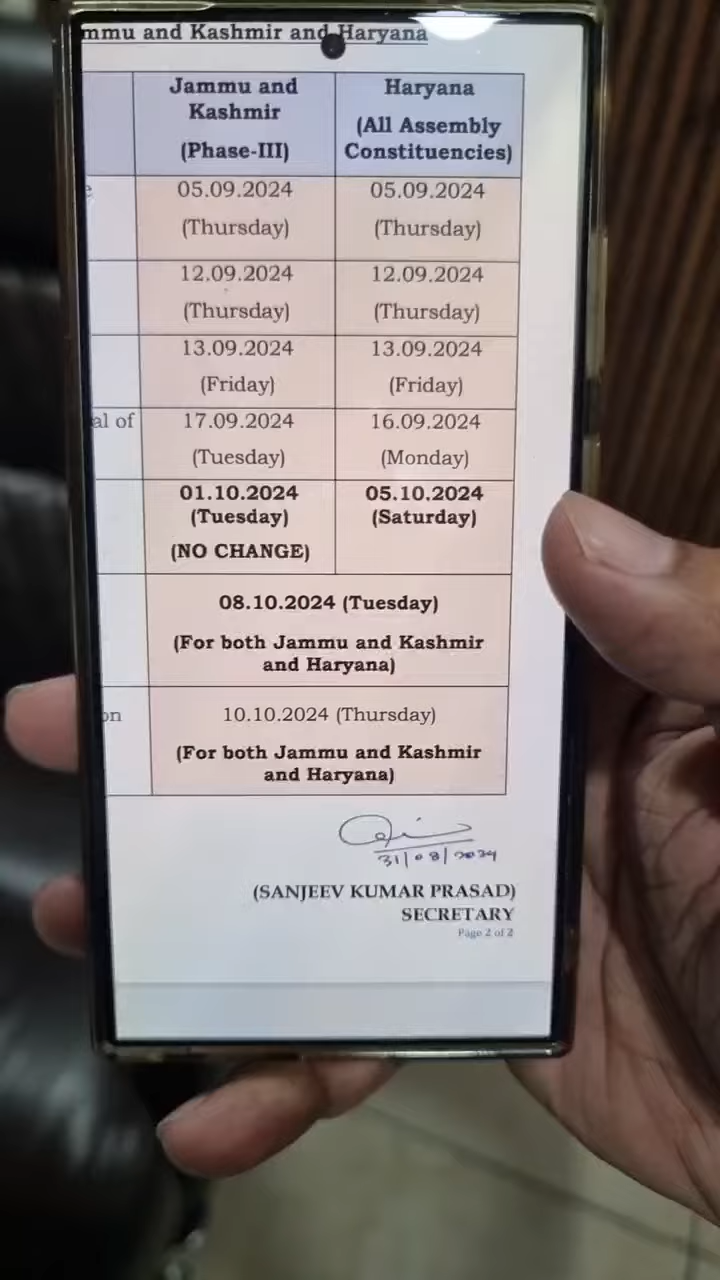 mmu and Kashmir and Haryana
Jammu and
Kashmir
(Phase-III)
Haryana
(All Assembly
Constituencies)
e
05.09.2024
(Thursday)
05.09.2024
(Thursday)
12.09.2024
(Thursday)
12.09.2024
(Thursday)
13.09.2024
(Friday)
13.09.2024
(Friday)
al of
17.09.2024
(Tuesday)
16.09.2024
(Monday)
01.10.2024
(Tuesday)
(NO CHANGE)
05.10.2024
(Saturday)
08.10.2024 (Tuesday)
(For both Jammu and Kashmir
and Haryana)
on
10.10.2024 (Thursday)
(For both Jammu and Kashmir
and Haryana)
31/08/2024
(SANJEEV KUMAR PRASAD)
SECRETARY
Page 2 of 2